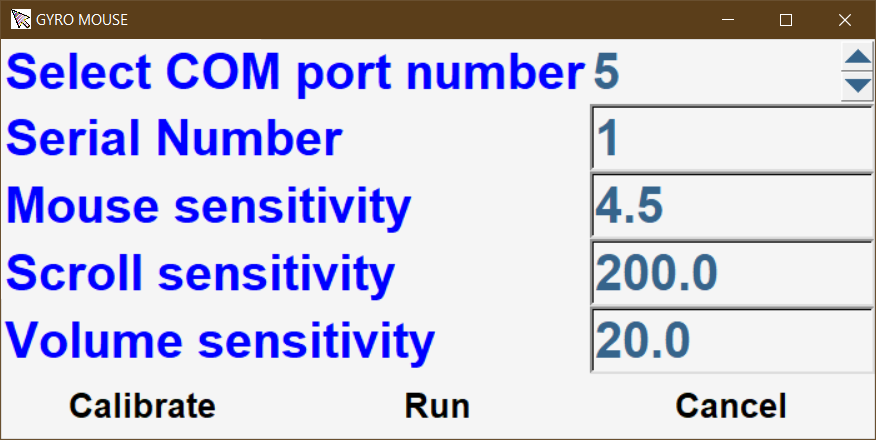 GYRO MOUSE
Select COM port number 5
Serial Number 1
Mouse sensitivity 4.5
Scroll sensitivity 200.0
Volume sensitivity 20.0
Calibrate Run Cancel